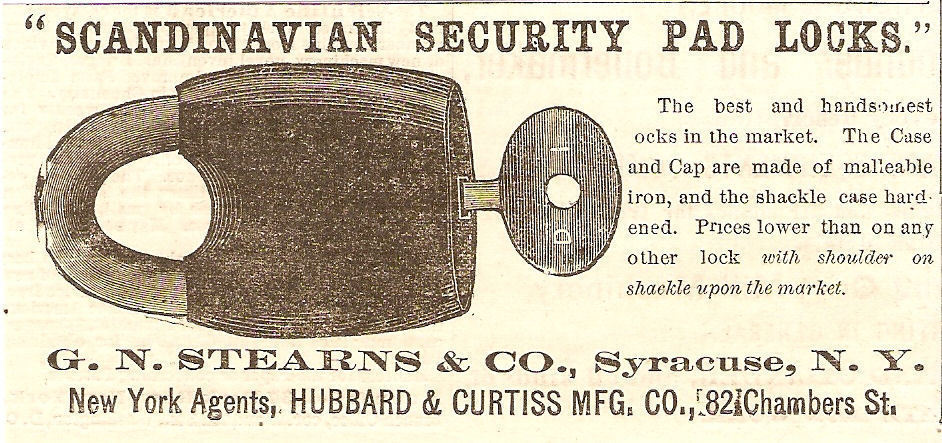 "SCANDINAVIAN SECURITY PAD LOCKS."
The best and handsomest
ocks in the market. The Case
and Cap are made of malleable
iron, and the shackle case hard-
ened. Prices lower than on any
other lock with shoulder on
shackle upon the market.
I
D
G. N. STEARNS & CO., Syracuse, N. Y.
New York Agents, HUBBARD & CURTISS MFG. CO., 82 Chambers St.